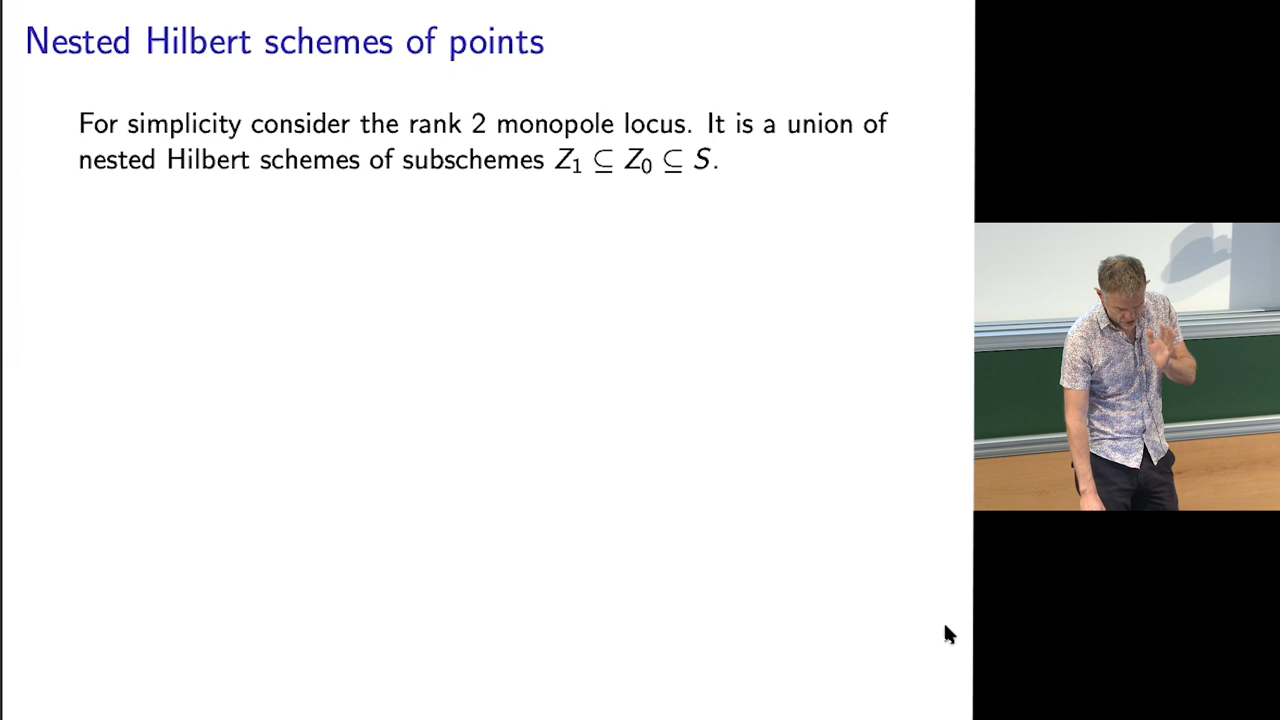 Nested Hilbert schemes of points
For simplicity consider the rank 2 monopole locus. It is a union of
nested Hilbert schemes of subschemes Z₁ ⊆ Z₀ ⊆ S.